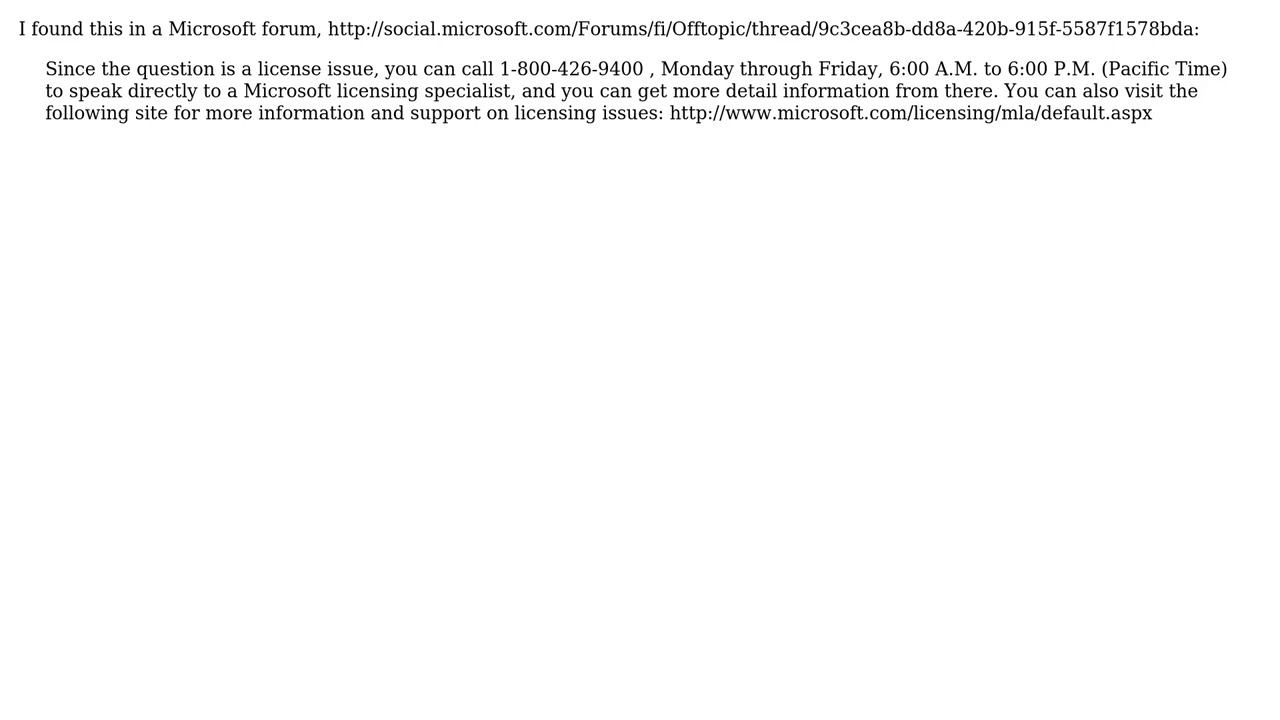 I found this in a Microsoft forum, http://social.microsoft.com/Forums/fi/Offtopic/thread/9c3cea8b-dd8a-420b-915f-5587f1578bda:
Since the question is a license issue, you can call 1-800-426-9400 , Monday through Friday, 6:00 A.M. to 6:00 P.M. (Pacific Time)
to speak directly to a Microsoft licensing specialist, and you can get more detail information from there. You can also visit the
following site for more information and support on licensing issues: http://www.microsoft.com/licensing/mla/default.aspx